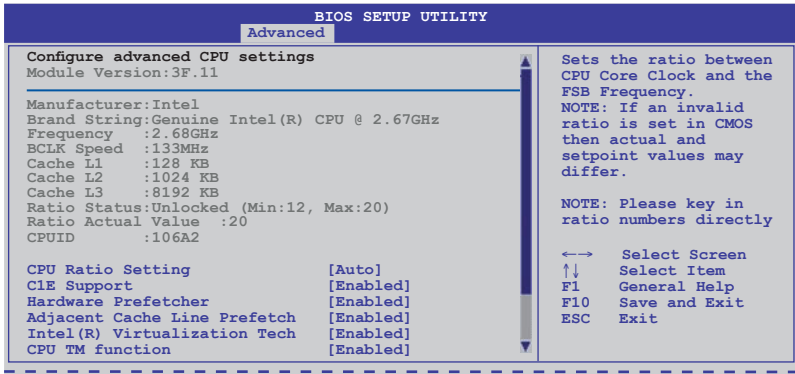 BIOS SETUP UTILITY
Advanced
Configure advanced CPU settings
Module Version:3F.11
Manufacturer:Intel
Brand String:Genuine Intel(R) CPU @ 2.67GHz
Frequency :2.68GHz
BCLK Speed :133MHz
Cache L1 :128 KB
Cache L2 :1024 KB
Cache L3 :8192 KB
Ratio Status:Unlocked (Min:12, Max:20)
Ratio Actual Value :20
CPUID :106A2
CPU Ratio Setting [Auto]
C1E Support [Enabled]
Hardware Prefetcher [Enabled]
Adjacent Cache Line Prefetch [Enabled]
Intel(R) Virtualization Tech [Enabled]
CPU TM function [Enabled]
Sets the ratio between
CPU Core Clock and the
FSB Frequency.
NOTE: If an invalid
ratio is set in CMOS
then actual and
setpoint values may
differ.
NOTE: Please key in
ratio numbers directly
←→ Select Screen
↑↓ Select Item
F1 General Help
F10 Save and Exit
ESC Exit